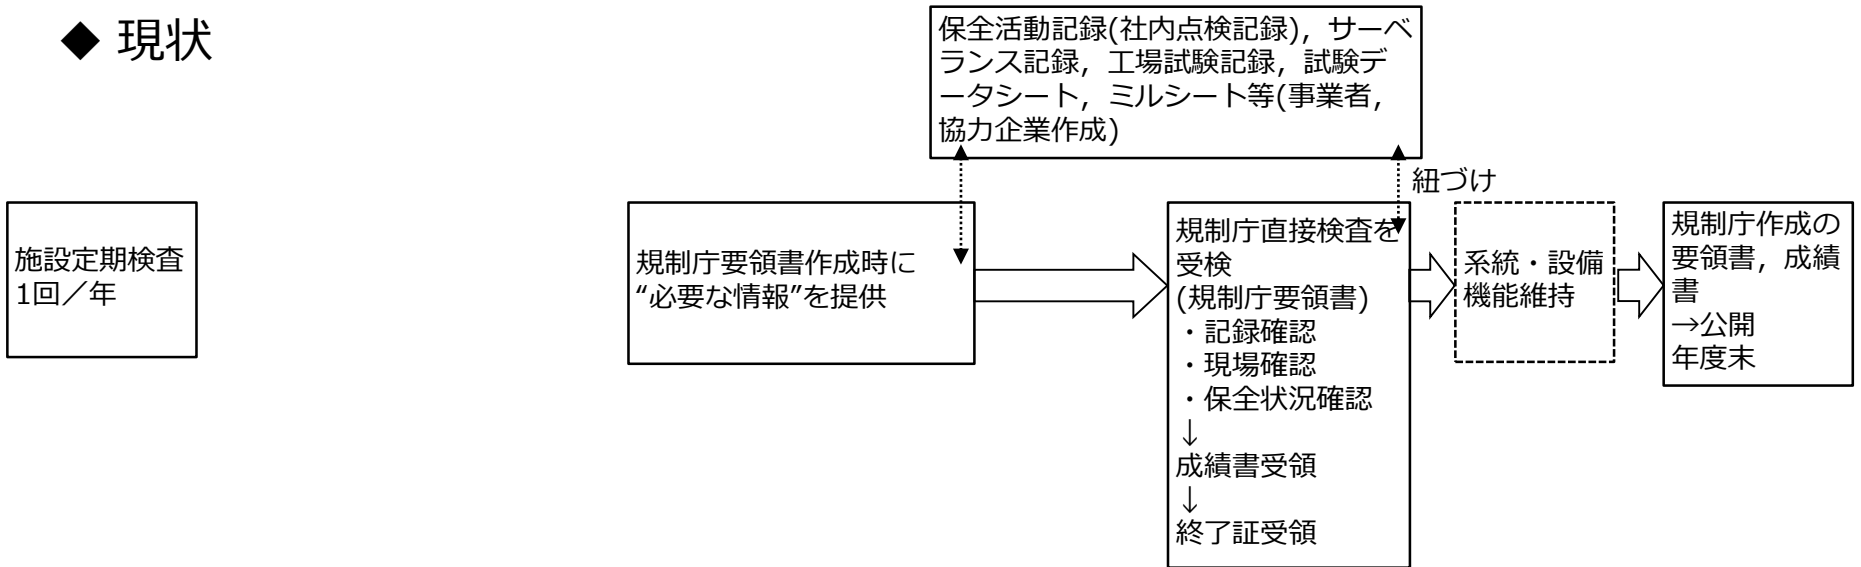 ◆ 現状
保全活動記録(社内点検記録)，サーベ
ランス記録，工場試験記録，試験デ
ータシート，ミルシート等(事業者，
協力企業作成)
紐づけ
施設定期検査
1回／年
規制庁要領書作成時に
“必要な情報”を提供
規制庁直接検査を
受検
(規制庁要領書)
・記録確認
・現場確認
・保全状況確認
↓
成績書受領
↓
終了証受領
系統・設備
機能維持
規制庁作成の
要領書，成績
書
→公開
年度末